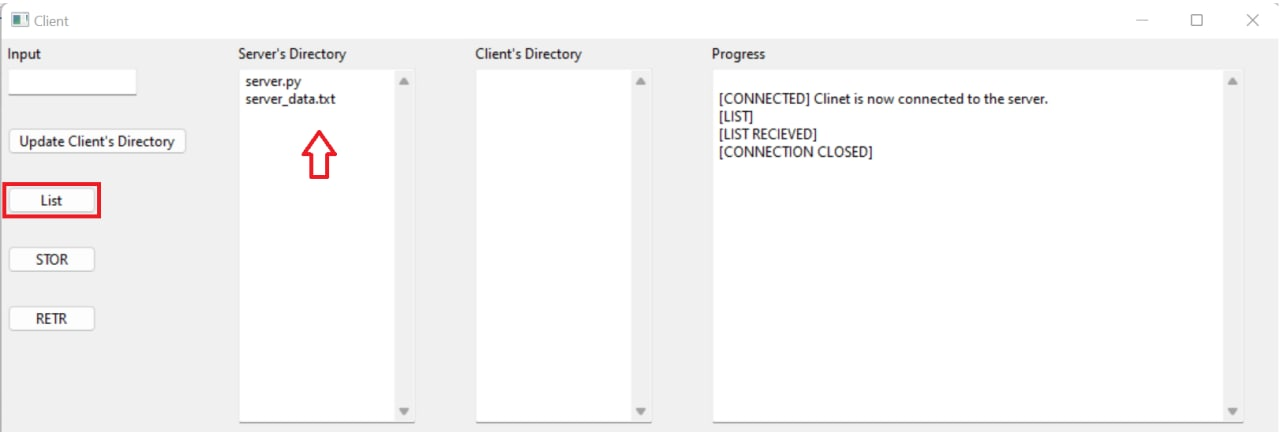 Client
Input
Server's Directory
Client's Directory
Progress
server.py
server_data.txt
[CONNECTED] Clinet is now connected to the server.
[LIST]
[LIST RECIEVED]
[CONNECTION CLOSED]
Update Client's Directory
List
STOR
RETR